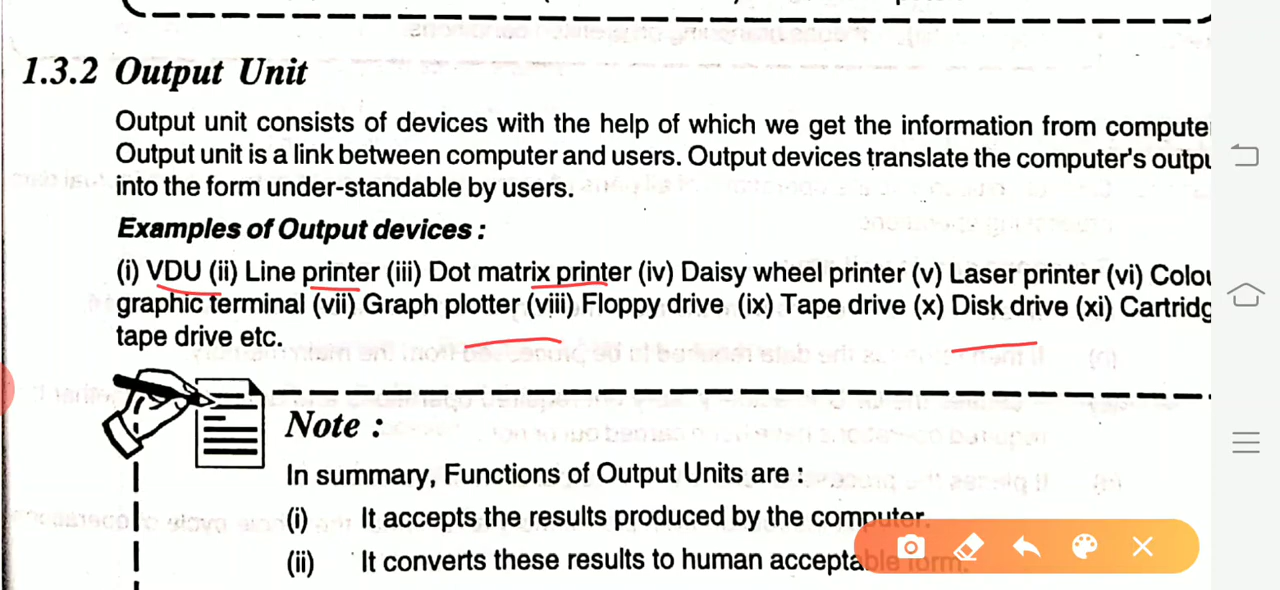 1.3.2 Output Unit
Output unit consists of devices with the help of which we get the information from compute
Output unit is a link between computer and users. Output devices translate the computer's outpu
into the form under-standable by users.
Examples of Output devices :
(i) VDU (ii) Line printer (iii) Dot matrix printer (iv) Daisy wheel printer (v) Laser printer (vi) Colou
graphic terminal (vii) Graph plotter (viii) Floppy drive (ix) Tape drive (x) Disk drive (xi) Cartridg
tape drive etc.
Note :
In summary, Functions of Output Units are :
(i) It accepts the results produced by the computer.
(ii) It converts these results to human acceptable form.